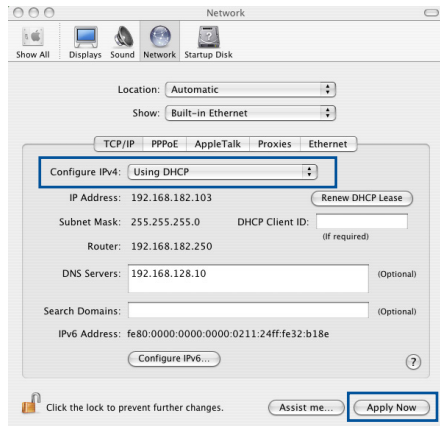 Network
Show All Displays Sound Network Startup Disk
Location: Automatic
Show: Built-in Ethernet
TCP/IP PPPoE AppleTalk Proxies Ethernet
Configure IPv4: Using DHCP
IP Address: 192.168.182.103 Renew DHCP Lease
Subnet Mask: 255.255.255.0 DHCP Client ID:
(If required)
Router: 192.168.182.250
DNS Servers: 192.168.128.10 (Optional)
Search Domains: (Optional)
IPv6 Address: fe80:0000:0000:0000:0211:24ff:fe32:b18e
Configure IPv6...
?
Click the lock to prevent further changes. Assist me... Apply Now